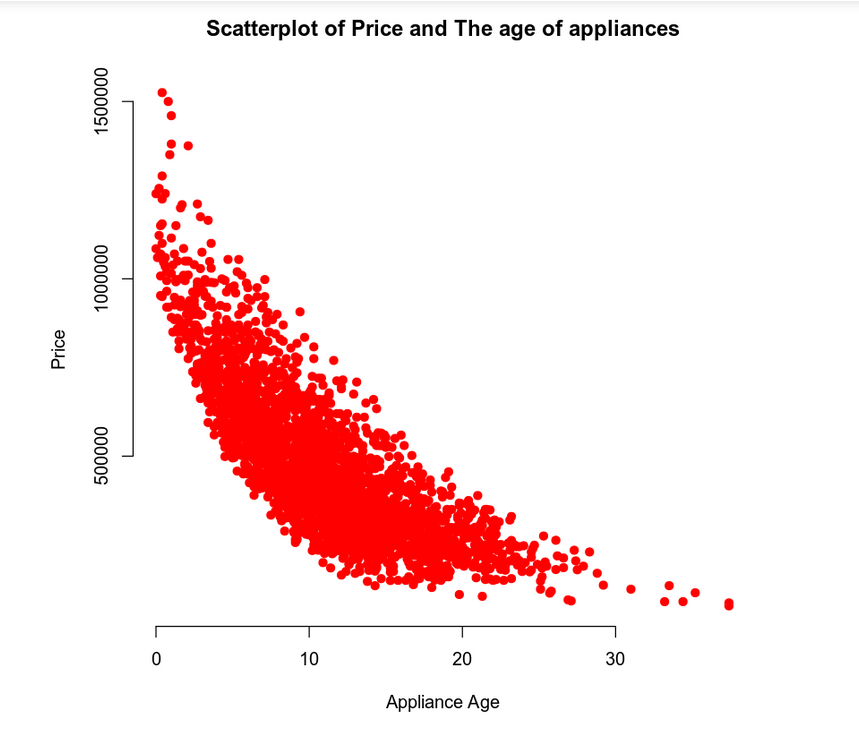 Scatterplot of Price and The age of appliances
1500000
1000000
500000
Price
0 10 20 30
Appliance Age